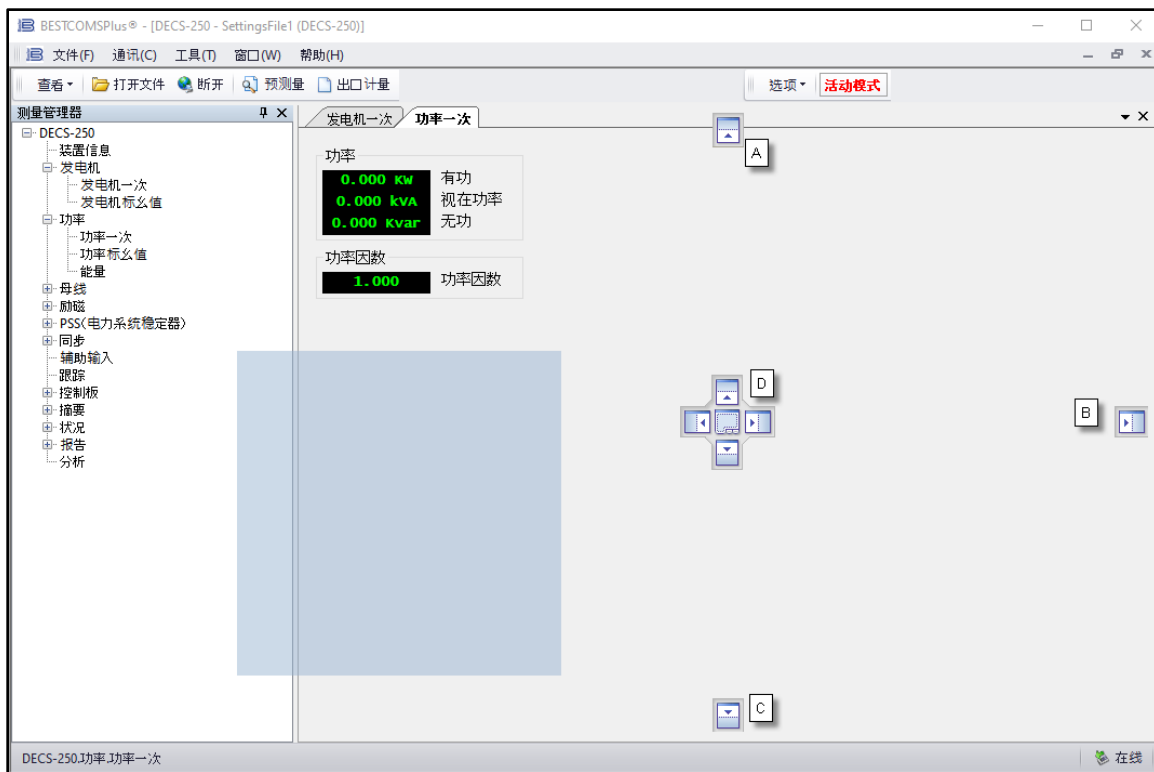 BESTCOMSPlus® - [DECS-250 - SettingsFile1 (DECS-250)]
文件(F) 通讯(C) 工具(T) 窗口(W) 帮助(H)
查看 打开文件 断开 预测量 出口计量 选项 活动模式
测量管理器
DECS-250
装置信息
发电机
发电机一次
发电机标幺值
功率
功率一次
功率标幺值
能量
母线
励磁
PSS(电力系统稳定器)
同步
辅助输入
跟踪
控制板
摘要
状况
报告
分析
发电机一次 功率一次
A
功率
0.000 KW 有功
0.000 kVA 视在功率
0.000 Kvar 无功
功率因数
1.000 功率因数
D
B
C
DECS-250.功率.功率一次 在线